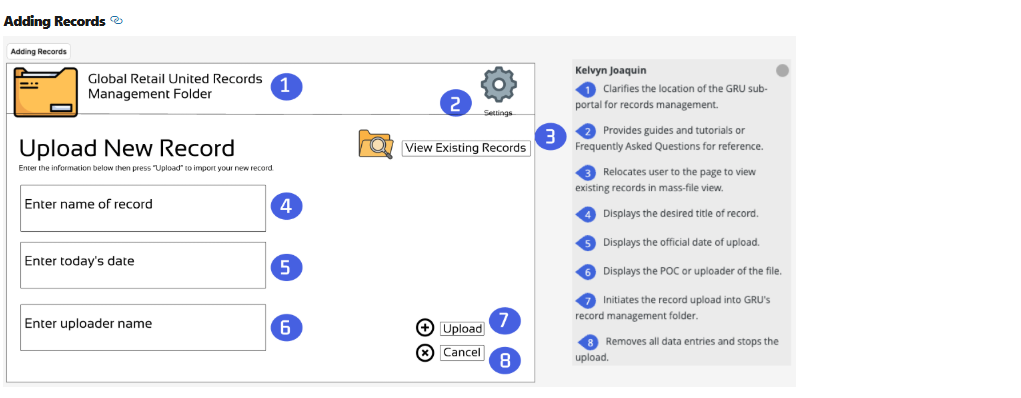 Adding Records
Adding Records
Global Retail United Records
Management Folder
1
2
Settings
Upload New Record
Enter the information below then press "Upload" to import your new record.
View Existing Records
3
Enter name of record
4
Enter today's date
5
Enter uploader name
6
Upload
7
Cancel
8
Kelvyn Joaquin
1 Clarifies the location of the GRU sub-
portal for records management.
2 Provides guides and tutorials or
Frequently Asked Questions for reference.
3 Relocates user to the page to view
existing records in mass-file view.
4 Displays the desired title of record.
5 Displays the official date of upload.
6 Displays the POC or uploader of the file.
7 Initiates the record upload into GRU's
record management folder.
8 Removes all data entries and stops the
upload.